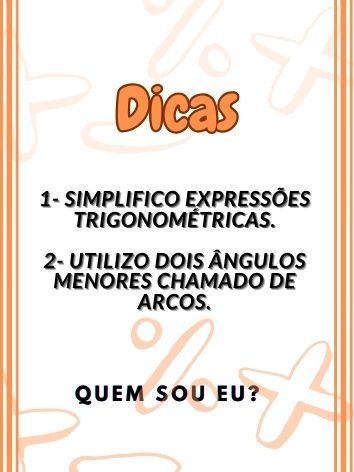 Dicas
1- SIMPLIFICO EXPRESSÕES
TRIGONOMÉTRICAS.
2- UTILIZO DOIS ÂNGULOS
MENORES CHAMADO DE
ARCOS.
QUEM SOU EU?